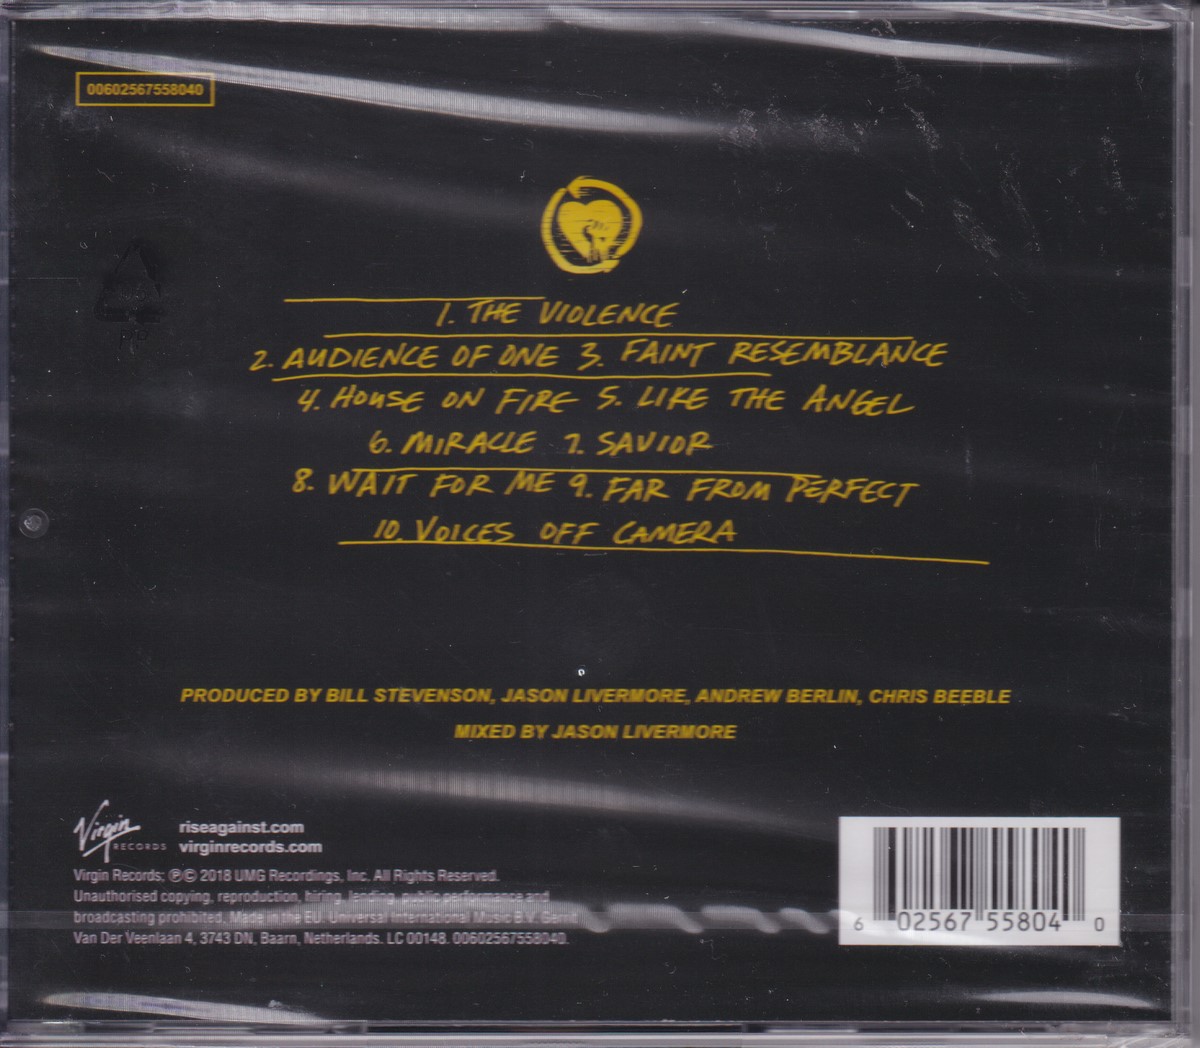 00602567558040
1. THE VIOLENCE
2. AUDIENCE OF ONE 3. FAINT RESEMBLANCE
4. HOUSE ON FIRE 5. LIKE THE ANGEL
6. MIRACLE 7. SAVIOR
8. WAIT FOR ME 9. FAR FROM PERFECT
10. VOICES OFF CAMERA
PRODUCED BY BILL STEVENSON, JASON LIVERMORE, ANDREW BERLIN, CHRIS BEEBLE
MIXED BY JASON LIVERMORE
Virgin RECORDS
riseagainst.com
virginrecords.com
Virgin Records; ℗© 2018 UMG Recordings, Inc. All Rights Reserved.
Unauthorised copying, reproduction, hiring, lending, public performance and
broadcasting prohibited. Made in the EU. Universal International Music B.V. Gerrit
Van Der Veenlaan 4, 3743 DN, Baarn, Netherlands. LC 00148. 00602567558040.
6 02567 55804 0